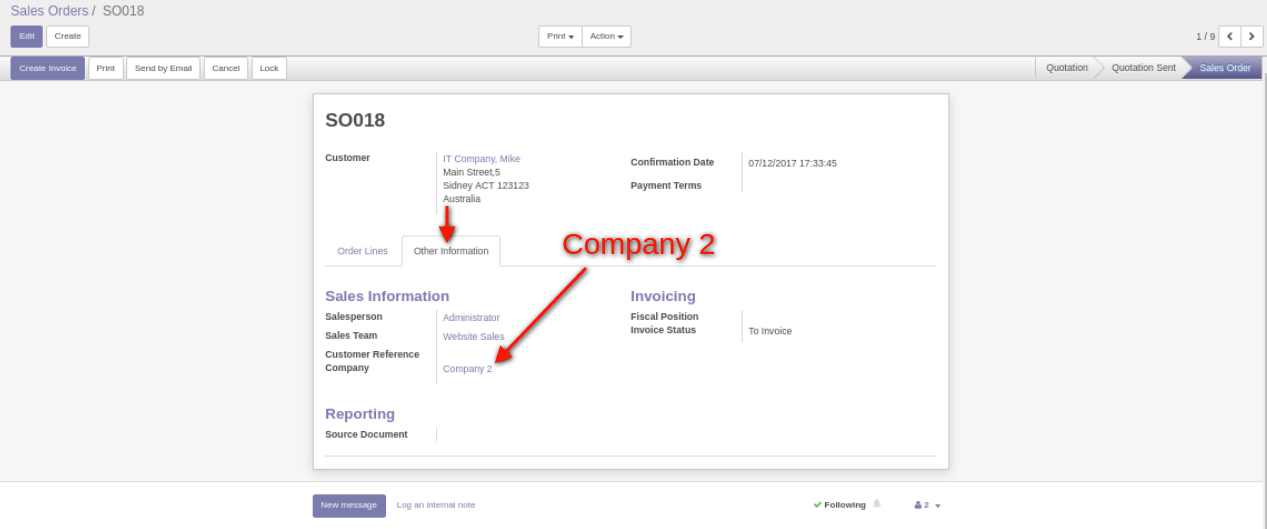 Sales Orders / SO018
Edit Create Print Action 1 / 9
Create Invoice Print Send by Email Cancel Lock Quotation Quotation Sent Sales Order
SO018
Customer IT Company, Mike
Main Street,5
Sidney ACT 123123
Australia
Confirmation Date 07/12/2017 17:33:45
Payment Terms
Order Lines Other Information
Company 2
Sales Information
Salesperson Administrator
Sales Team Website Sales
Customer Reference
Company Company 2
Invoicing
Fiscal Position
Invoice Status To Invoice
Reporting
Source Document
New message Log an internal note Following 2